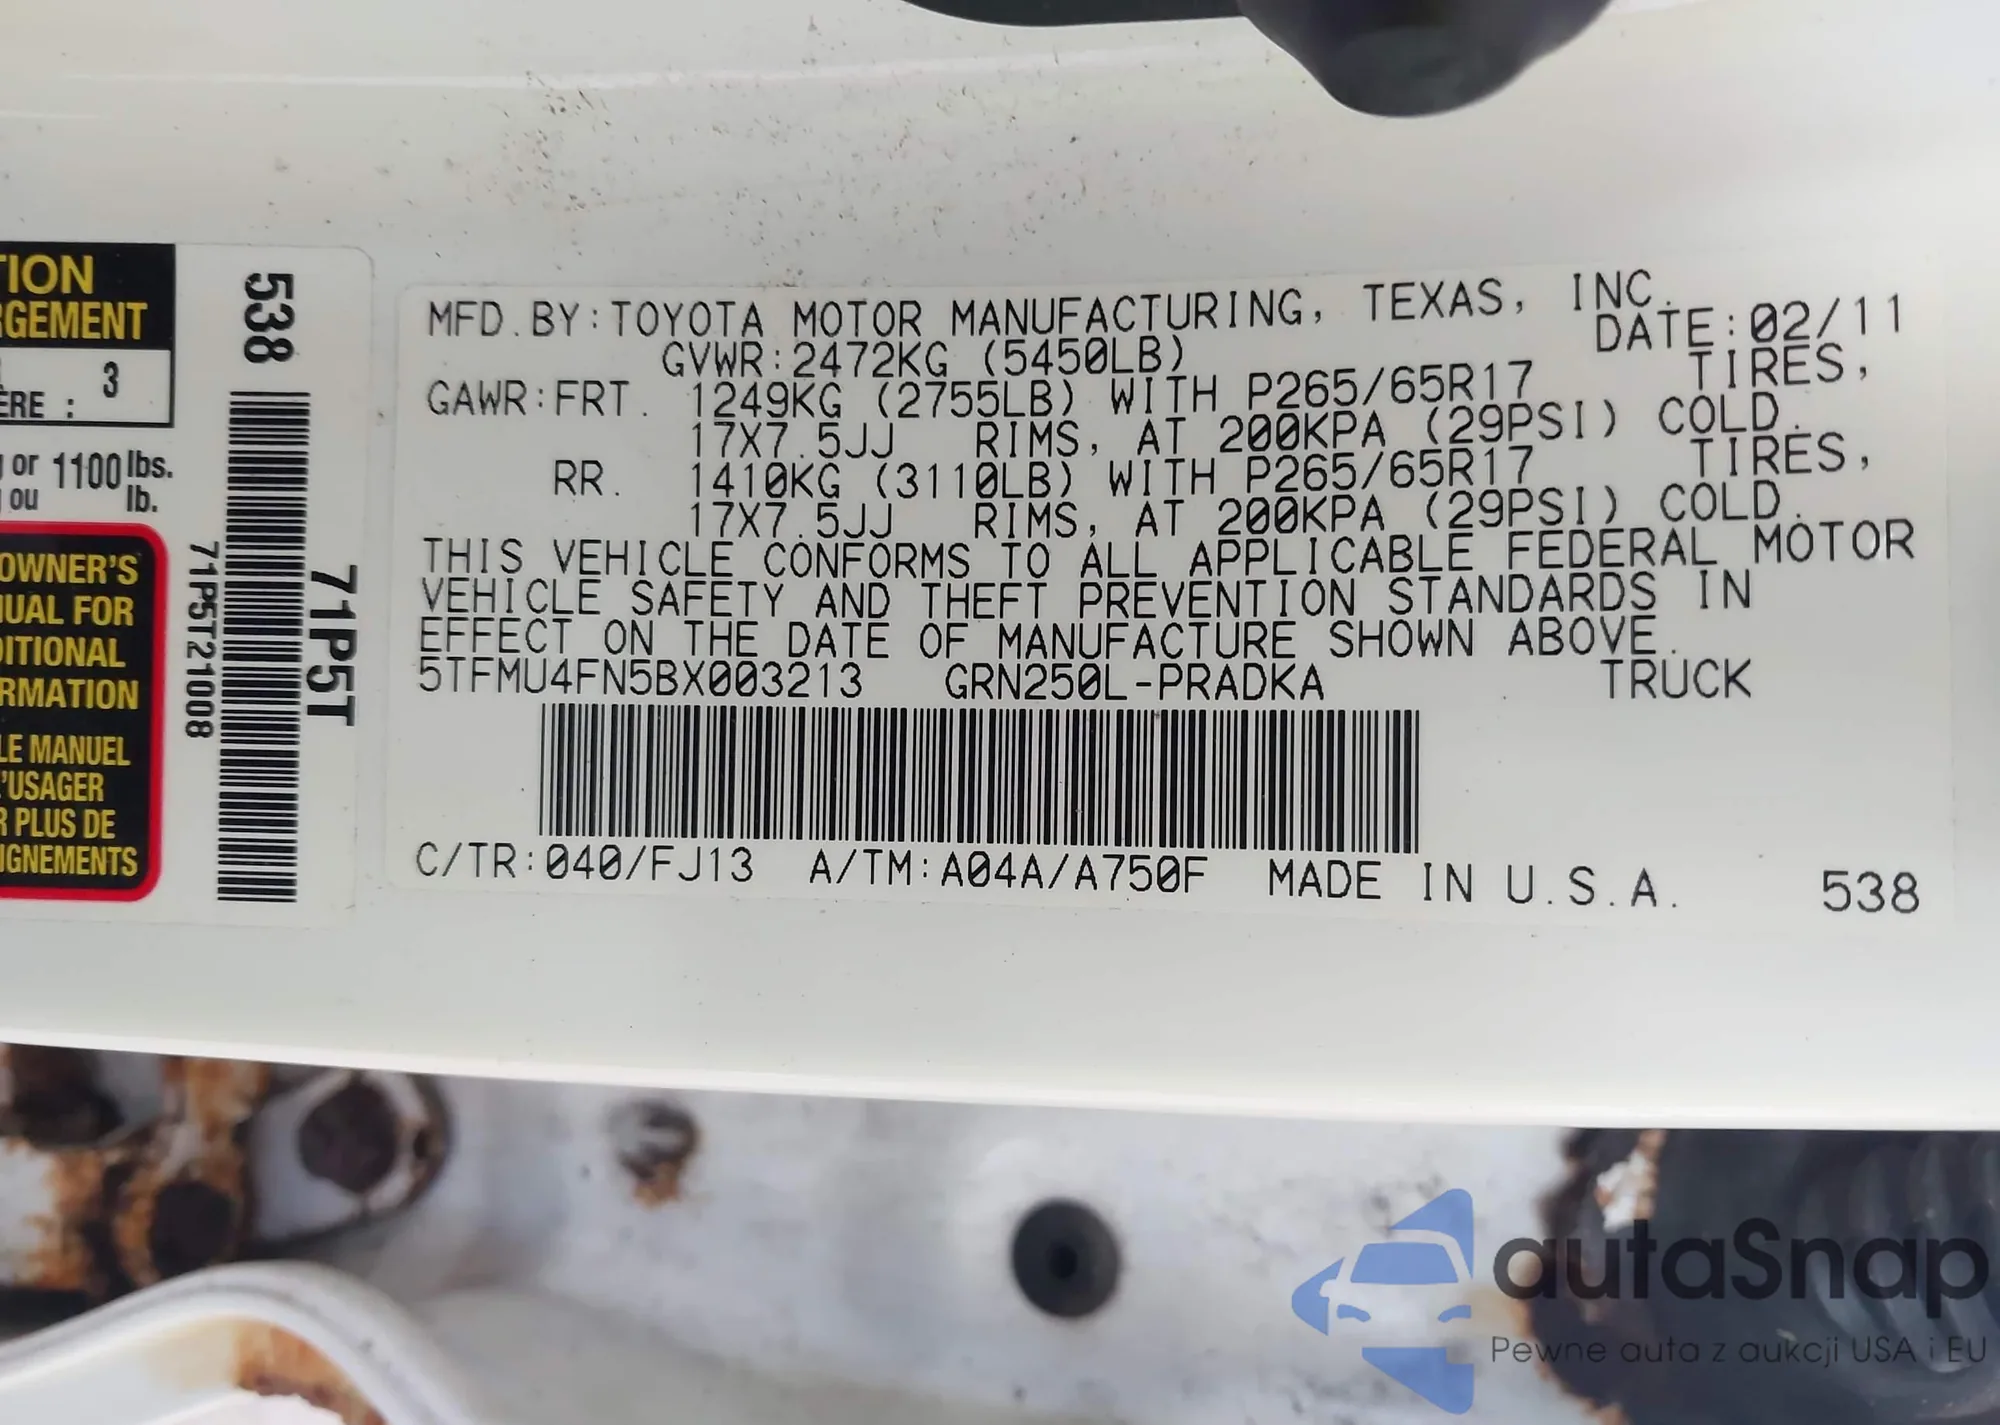 TION
RGEMENT
3
ÈRE :
or 1100 lbs.
ou lb.
OWNER'S
UAL FOR
ITIONAL
RMATION
LE MANUEL
'USAGER
R PLUS DE
IGNEMENTS
538
71P5T21008
71P5T
MFD.BY:TOYOTA MOTOR MANUFACTURING, TEXAS, INC.
DATE:02/11
GVWR:2472KG (5450LB)
GAWR:FRT. 1249KG (2755LB) WITH P265/65R17 TIRES,
17X7.5JJ RIMS, AT 200KPA (29PSI) COLD.
RR. 1410KG (3110LB) WITH P265/65R17 TIRES,
17X7.5JJ RIMS, AT 200KPA (29PSI) COLD.
THIS VEHICLE CONFORMS TO ALL APPLICABLE FEDERAL MOTOR
VEHICLE SAFETY AND THEFT PREVENTION STANDARDS IN
EFFECT ON THE DATE OF MANUFACTURE SHOWN ABOVE.
5TFMU4FN5BX003213 GRN250L-PRADKA TRUCK
C/TR:040/FJ13 A/TM:A04A/A750F MADE IN U.S.A. 538
autaSnap
Pewne auta z aukcji USA i EU